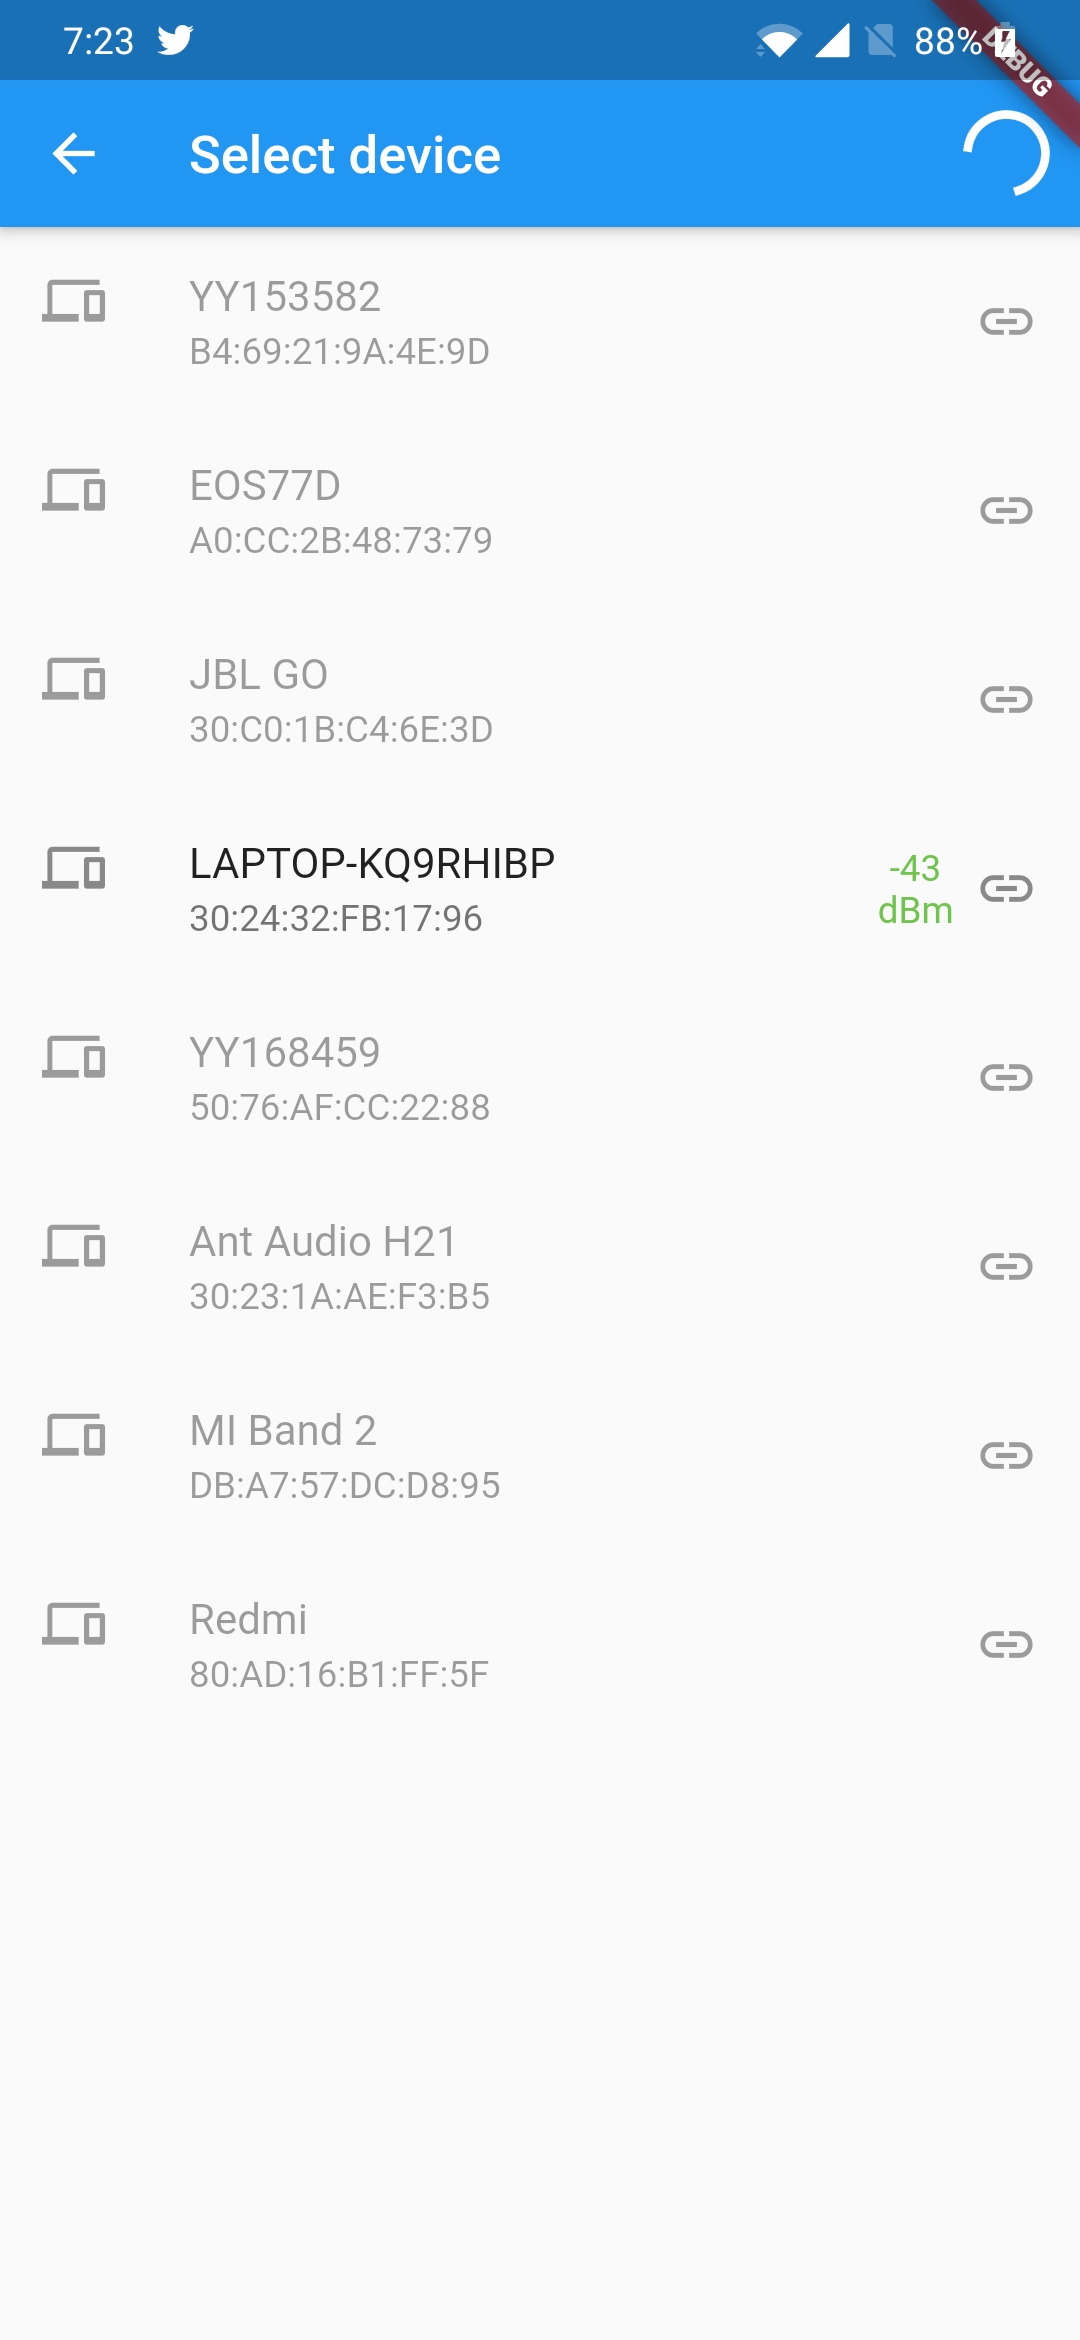 7:23
88%
DEBUG
Select device
YY153582
B4:69:21:9A:4E:9D
EOS77D
A0:CC:2B:48:73:79
JBL GO
30:C0:1B:C4:6E:3D
LAPTOP-KQ9RHIBP
30:24:32:FB:17:96
-43
dBm
YY168459
50:76:AF:CC:22:88
Ant Audio H21
30:23:1A:AE:F3:B5
MI Band 2
DB:A7:57:DC:D8:95
Redmi
80:AD:16:B1:FF:5F